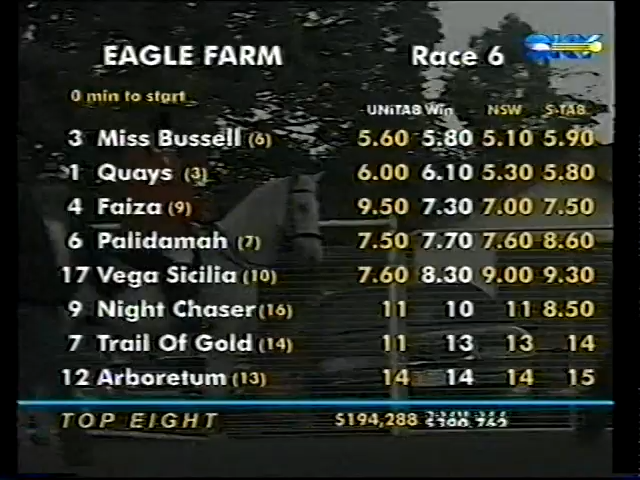 EAGLE FARM Race 6 SKY
0 min to start
UNiTAB Win NSW S-TAB
3 Miss Bussell (6) 5.60 5.80 5.10 5.90
1 Quays (3) 6.00 6.10 5.30 5.80
4 Faiza (9) 9.50 7.30 7.00 7.50
6 Palidamah (7) 7.50 7.70 7.60 8.60
17 Vega Sicilia (10) 7.60 8.30 9.00 9.30
9 Night Chaser (16) 11 10 11 8.50
7 Trail Of Gold (14) 11 13 13 14
12 Arboretum (13) 14 14 14 15
TOP EIGHT $194,288